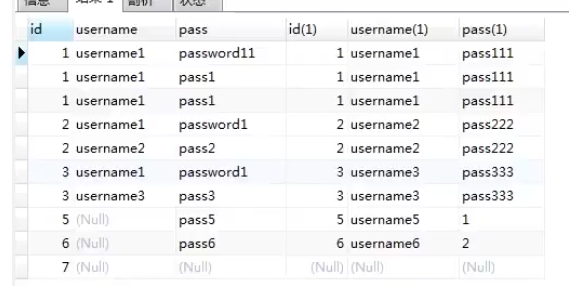 信息 结果 1 剖析 状态
id username pass id(1) username(1) pass(1)
1 username1 password11 1 username1 pass111
1 username1 pass1 1 username1 pass111
1 username1 pass1 1 username1 pass111
2 username1 password1 2 username2 pass222
2 username2 pass2 2 username2 pass222
3 username1 password1 3 username3 pass333
3 username3 pass3 3 username3 pass333
5 (Null) pass5 5 username5 1
6 (Null) pass6 6 username6 2
7 (Null) (Null) (Null) (Null) (Null)